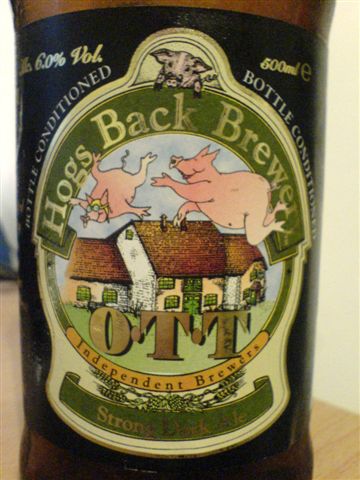 Alc. 6.0% Vol.
500ml e
BOTTLE CONDITIONED
BOTTLE CONDITIONED
Hogs Back Brewery
O·T·T
Independent Brewers
Strong Dark Ale